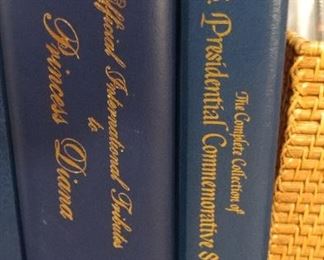 Official International Tributes
to
Princess Diana
The Complete Collection of
Presidential Commemorative